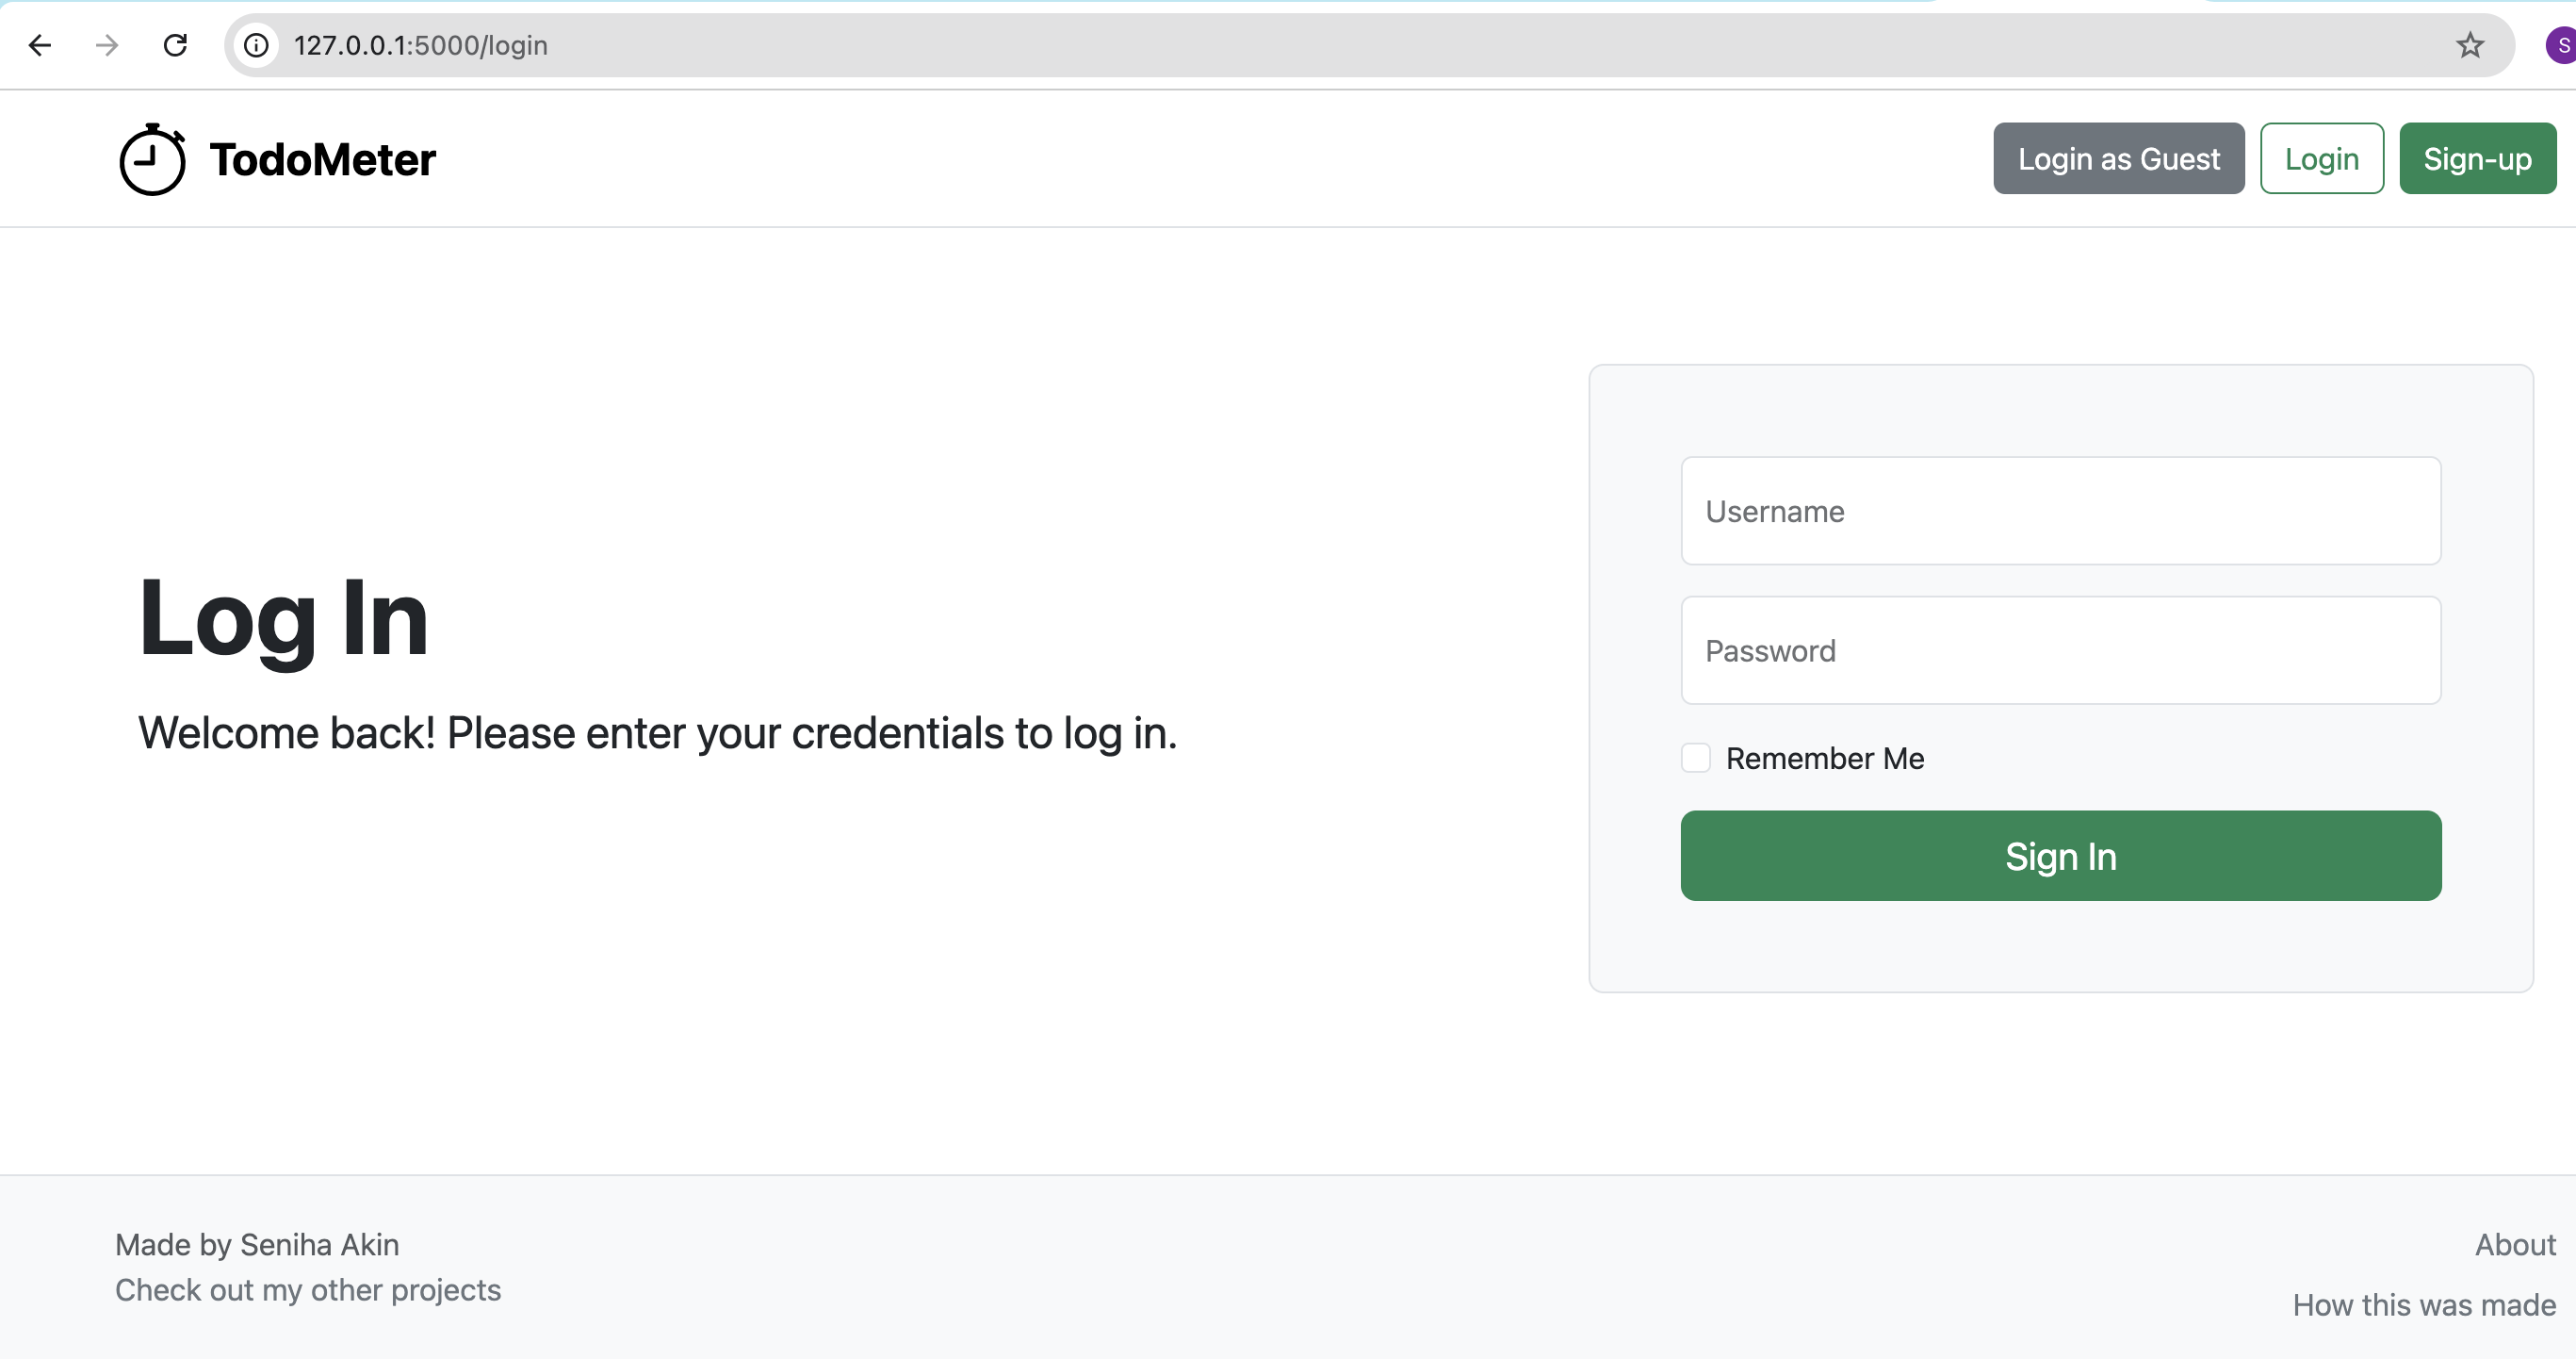 127.0.0.1:5000/login
S
TodoMeter
Login as Guest
Login
Sign-up
Log In
Welcome back! Please enter your credentials to log in.
Username
Password
Remember Me
Sign In
Made by Seniha Akin
Check out my other projects
About
How this was made